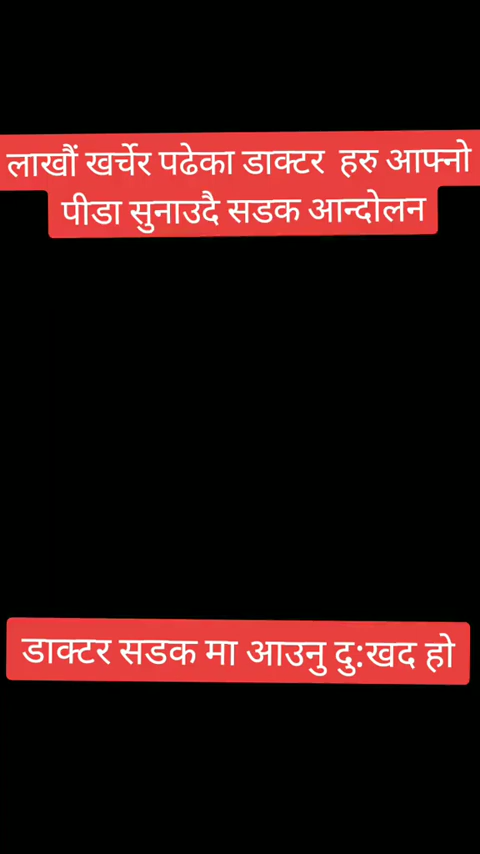 लाखौं खर्चेर पढेका डाक्टर हरु आफ्नो
पीडा सुनाउदै सडक आन्दोलन
डाक्टर सडक मा आउनु दु:खद हो